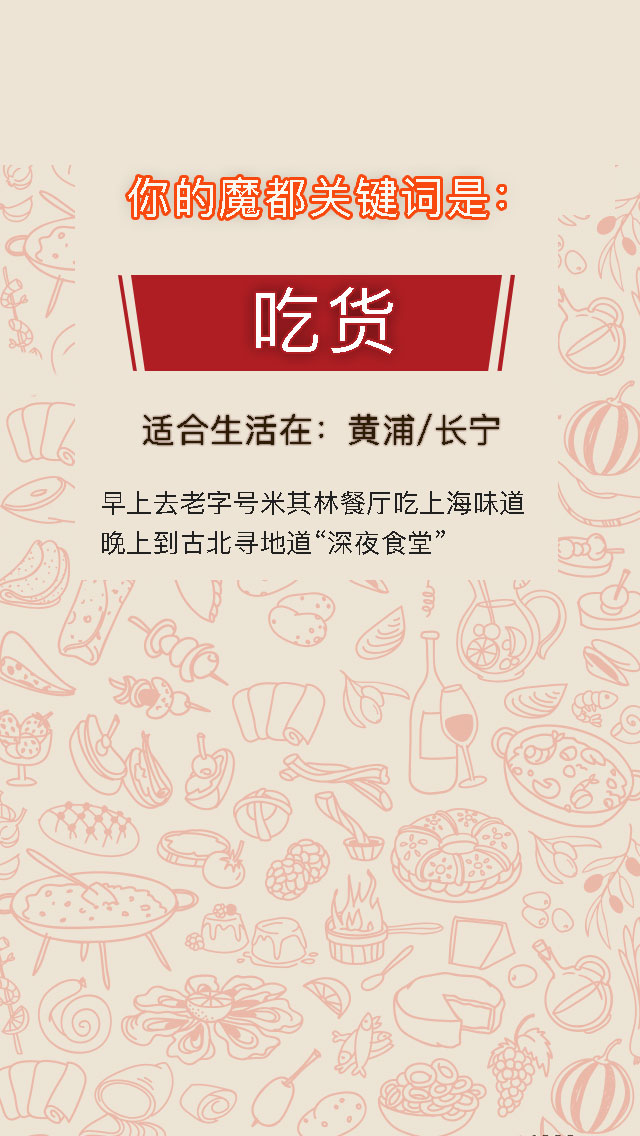 你的魔都关键词是：
吃货
适合生活在：黄浦/长宁
早上去老字号米其林餐厅吃上海味道
晚上到古北寻地道“深夜食堂”